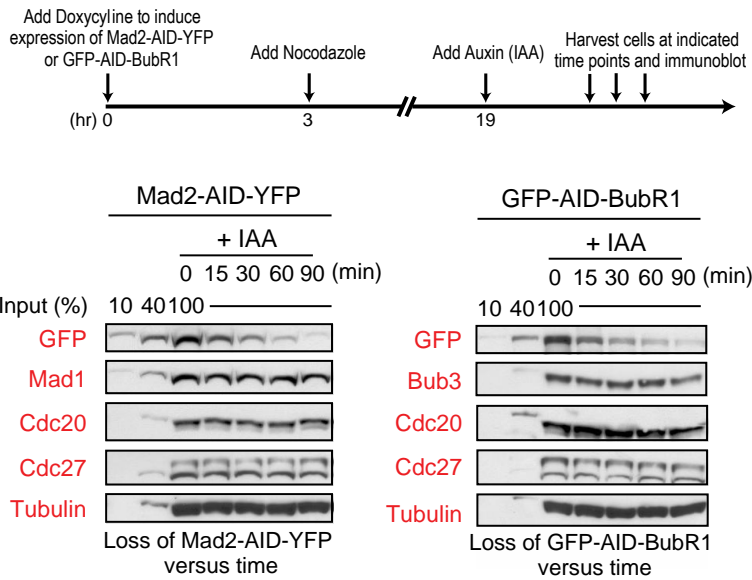 Add Doxycyline to induce
expression of Mad2-AID-YFP
or GFP-AID-BubR1
Add Nocodazole
Add Auxin (IAA)
Harvest cells at indicated
time points and immunoblot
(hr) 0
3
19
Mad2-AID-YFP
+ IAA
0 15 30 60 90 (min)
Input (%) 10 40 100
GFP
Mad1
Cdc20
Cdc27
Tubulin
Loss of Mad2-AID-YFP
versus time
GFP-AID-BubR1
+ IAA
0 15 30 60 90 (min)
10 40 100
GFP
Bub3
Cdc20
Cdc27
Tubulin
Loss of GFP-AID-BubR1
versus time